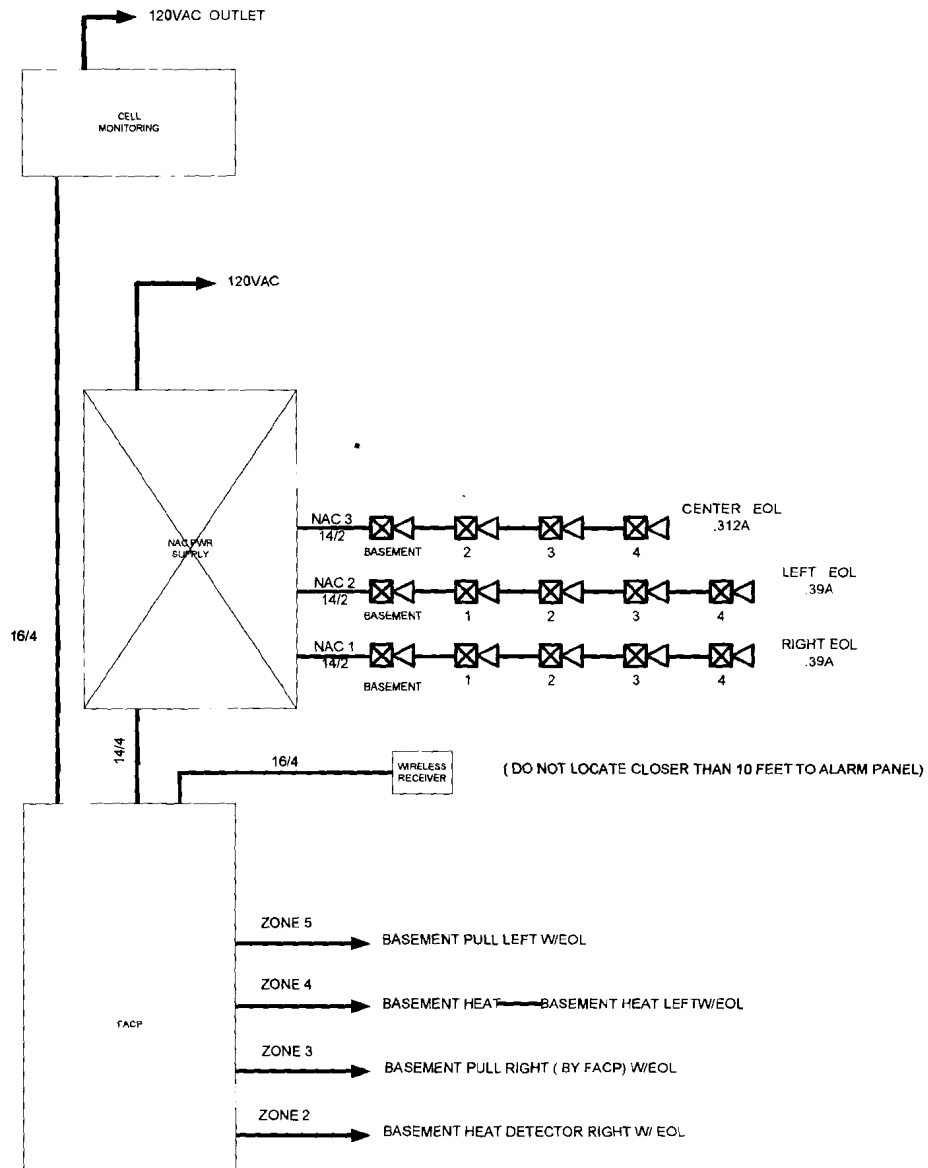 120VAC OUTLET
CELL
MONITORING
120VAC
NAC PWR
SUPPLY
NAC 3
14/2
BASEMENT
2
3
4
CENTER EOL
.312A
NAC 2
14/2
BASEMENT
1
2
3
4
LEFT EOL
.39A
NAC 1
14/2
BASEMENT
1
2
3
4
RIGHT EOL
.39A
16/4
14/4
16/4
WIRELESS
RECEIVER
( DO NOT LOCATE CLOSER THAN 10 FEET TO ALARM PANEL)
FACP
ZONE 5
BASEMENT PULL LEFT W/EOL
ZONE 4
BASEMENT HEAT BASEMENT HEAT LEFTW/EOL
ZONE 3
BASEMENT PULL RIGHT ( BY FACP) W/EOL
ZONE 2
BASEMENT HEAT DETECTOR RIGHT W/ EOL